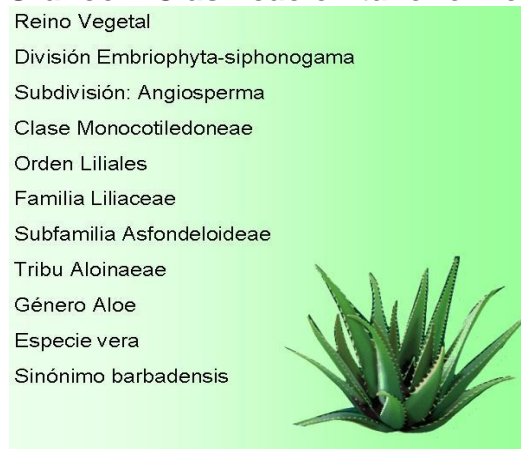 Reino Vegetal
División Embriophyta-siphonogama
Subdivisión: Angiosperma
Clase Monocotiledoneae
Orden Liliales
Familia Liliaceae
Subfamilia Asfondeloideae
Tribu Aloinaeae
Género Aloe
Especie vera
Sinónimo barbadensis